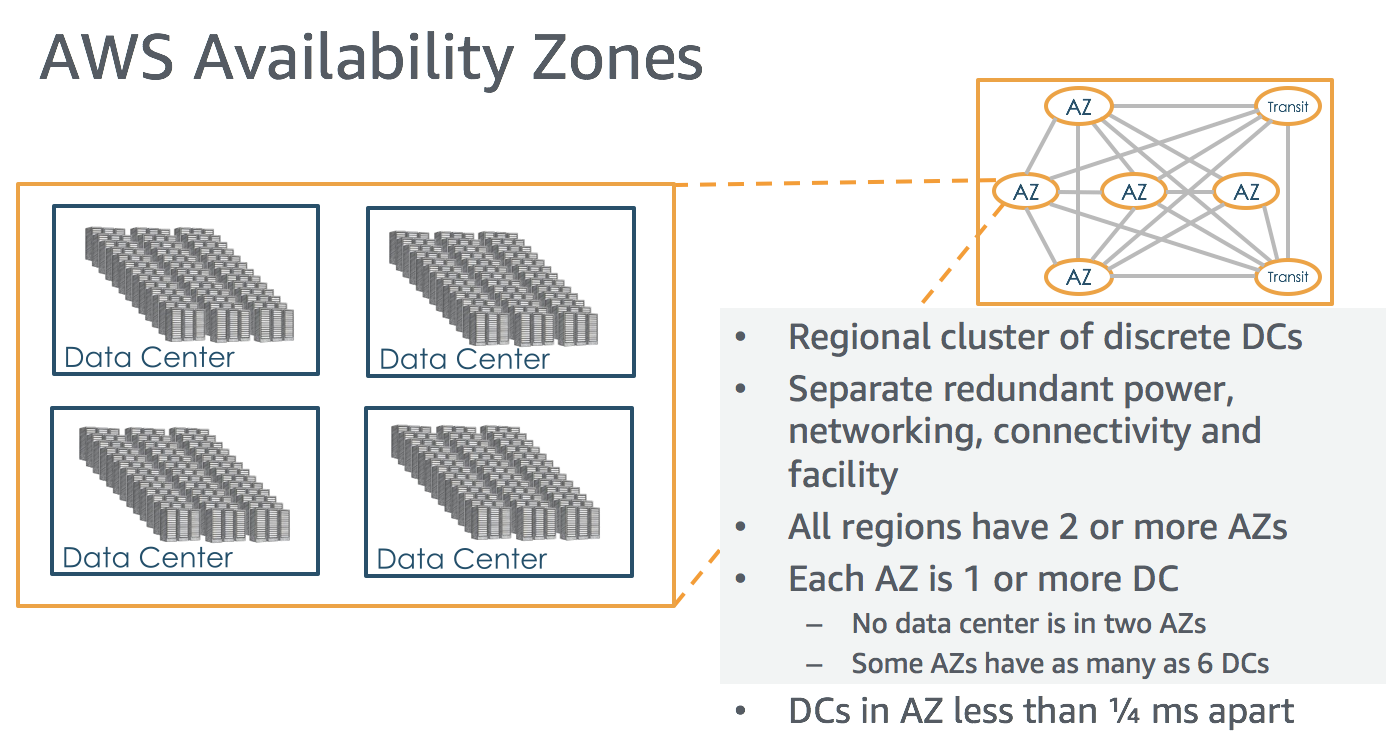 AWS Availability Zones
AZ
Transit
AZ
AZ
AZ
AZ
Transit
Data Center
Data Center
Data Center
Data Center
• Regional cluster of discrete DCs
• Separate redundant power,
networking, connectivity and
facility
• All regions have 2 or more AZs
• Each AZ is 1 or more DC
– No data center is in two AZs
– Some AZs have as many as 6 DCs
• DCs in AZ less than ¼ ms apart